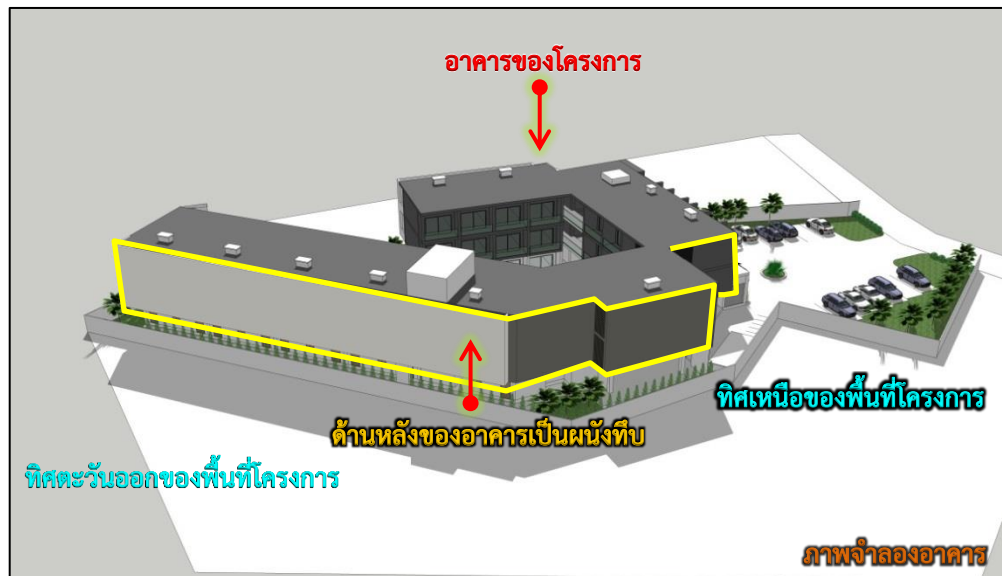 อาคารของโครงการ
ทิศเหนือของพื้นที่โครงการ
ด้านหลังของอาคารเป็นผนังทึบ
ทิศตะวันออกของพื้นที่โครงการ
ภาพจำลองอาคาร